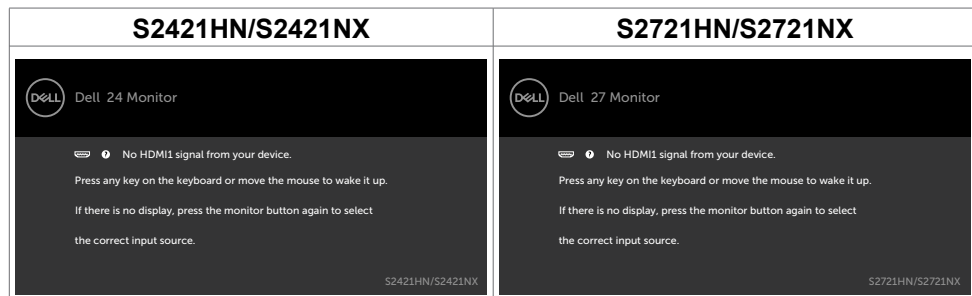 S2421HN/S2421NX
S2721HN/S2721NX
DELL
Dell 24 Monitor
No HDMI1 signal from your device.
Press any key on the keyboard or move the mouse to wake it up.
If there is no display, press the monitor button again to select
the correct input source.
S2421HN/S2421NX
DELL
Dell 27 Monitor
No HDMI1 signal from your device.
Press any key on the keyboard or move the mouse to wake it up.
If there is no display, press the monitor button again to select
the correct input source.
S2721HN/S2721NX